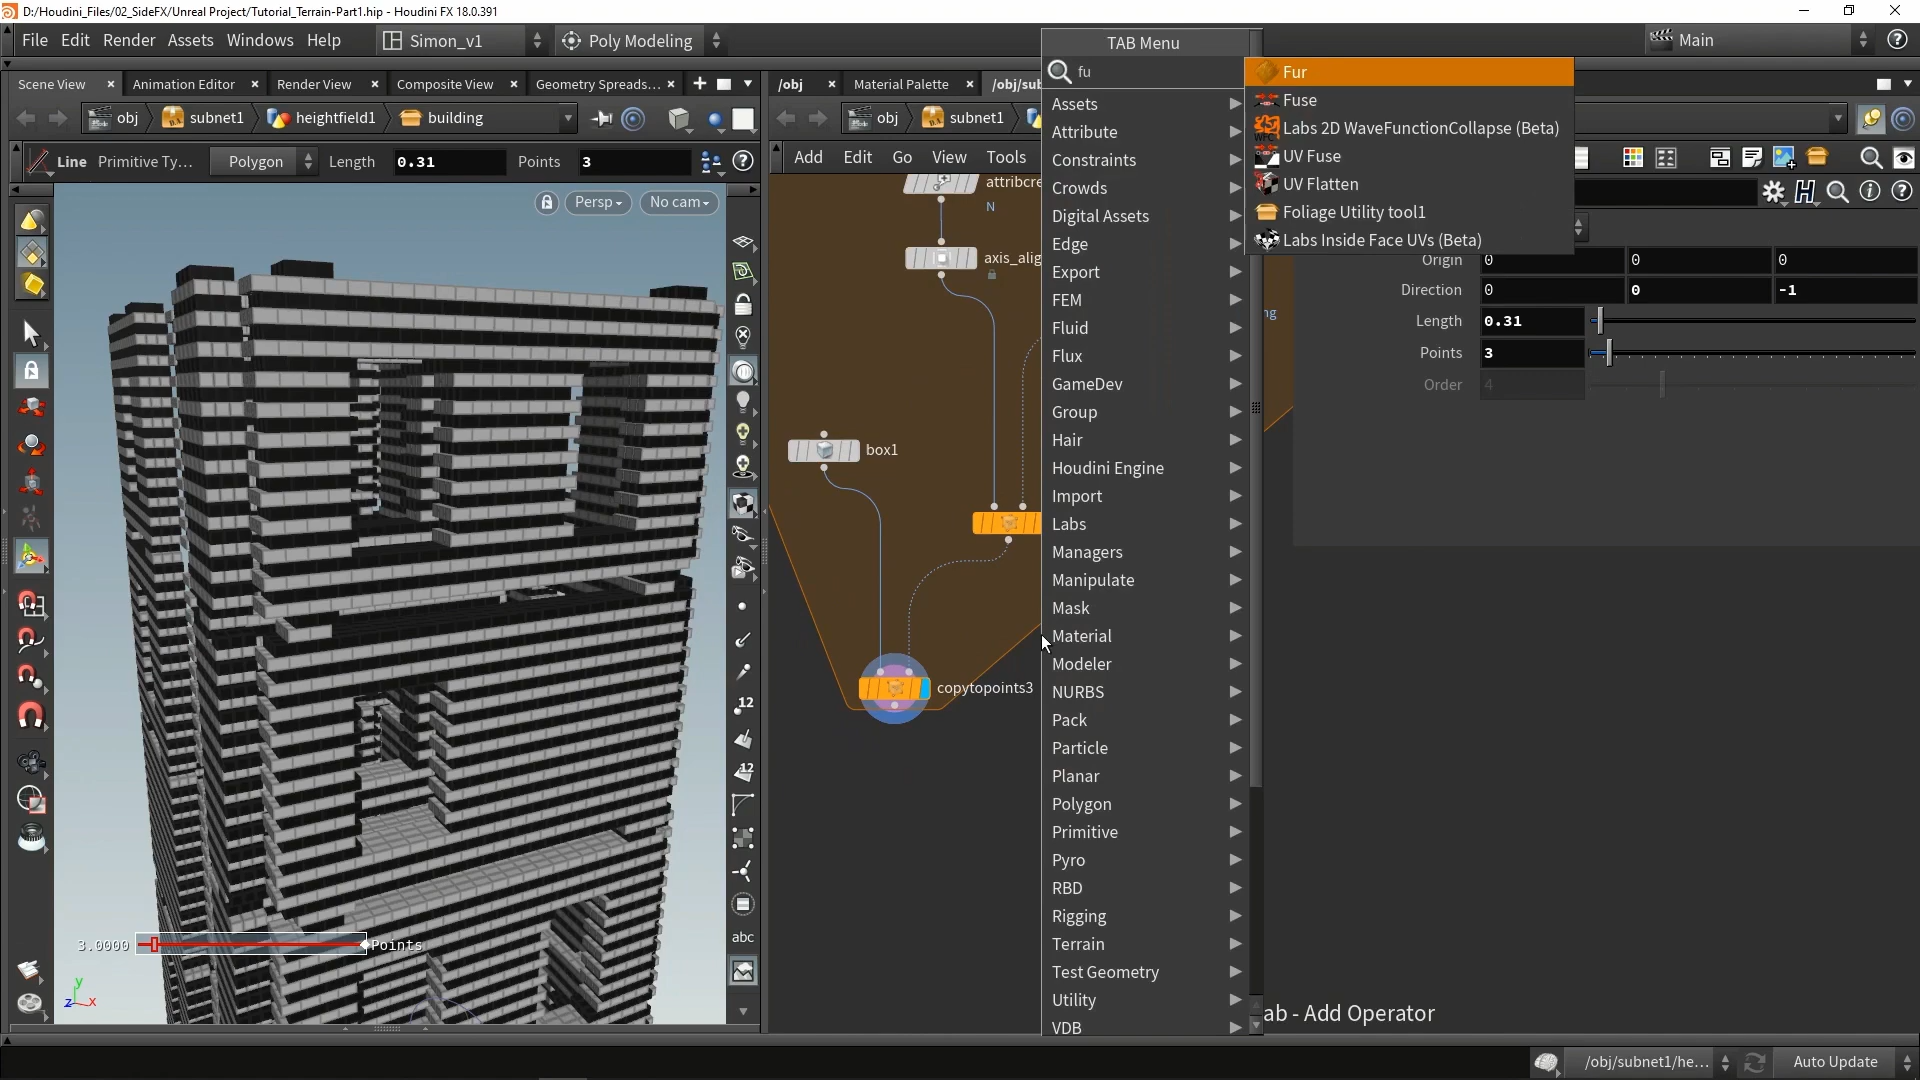 D:/Houdini_Files/02_SideFX/Unreal Project/Tutorial_Terrain-Part1.hip - Houdini FX 18.0.391
File Edit Render Assets Windows Help Simon_v1 Poly Modeling Main
Scene View Animation Editor Render View Composite View Geometry Spreads... /obj Material Palette /obj/sub
obj subnet1 heightfield1 building obj subnet1
Line Primitive Ty... Polygon Length 0.31 Points 3
Add Edit Go View Tools
Persp No cam
attribcre
N
axis_alig
box1
copytopoints3
ng
TAB Menu
fu
Assets
Attribute
Constraints
Crowds
Digital Assets
Edge
Export
FEM
Fluid
Flux
GameDev
Group
Hair
Houdini Engine
Import
Labs
Managers
Manipulate
Mask
Material
Modeler
NURBS
Pack
Particle
Planar
Polygon
Primitive
Pyro
RBD
Rigging
Terrain
Test Geometry
Utility
VDB
Fur
Fuse
Labs 2D WaveFunctionCollapse (Beta)
UV Fuse
UV Flatten
Foliage Utility tool1
Labs Inside Face UVs (Beta)
Origin 0 0 0
Direction 0 0 -1
Length 0.31
Points 3
Order 4
12
12
abc
3.0000 Points
y
z x
ab - Add Operator
/obj/subnet1/he... Auto Update